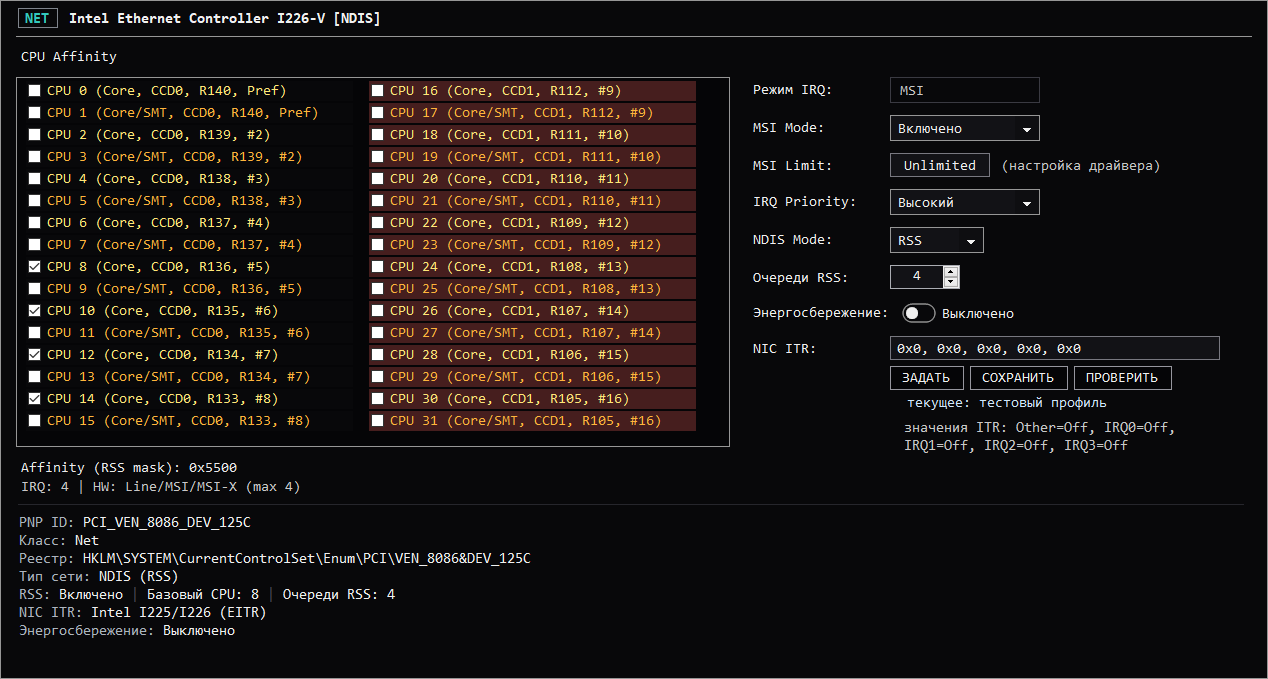 NET Intel Ethernet Controller I226-V [NDIS]
CPU Affinity
CPU 0 (Core, CCD0, R140, Pref)
CPU 1 (Core/SMT, CCD0, R140, Pref)
CPU 2 (Core, CCD0, R139, #2)
CPU 3 (Core/SMT, CCD0, R139, #2)
CPU 4 (Core, CCD0, R138, #3)
CPU 5 (Core/SMT, CCD0, R138, #3)
CPU 6 (Core, CCD0, R137, #4)
CPU 7 (Core/SMT, CCD0, R137, #4)
CPU 8 (Core, CCD0, R136, #5)
CPU 9 (Core/SMT, CCD0, R136, #5)
CPU 10 (Core, CCD0, R135, #6)
CPU 11 (Core/SMT, CCD0, R135, #6)
CPU 12 (Core, CCD0, R134, #7)
CPU 13 (Core/SMT, CCD0, R134, #7)
CPU 14 (Core, CCD0, R133, #8)
CPU 15 (Core/SMT, CCD0, R133, #8)
CPU 16 (Core, CCD1, R112, #9)
CPU 17 (Core/SMT, CCD1, R112, #9)
CPU 18 (Core, CCD1, R111, #10)
CPU 19 (Core/SMT, CCD1, R111, #10)
CPU 20 (Core, CCD1, R110, #11)
CPU 21 (Core/SMT, CCD1, R110, #11)
CPU 22 (Core, CCD1, R109, #12)
CPU 23 (Core/SMT, CCD1, R109, #12)
CPU 24 (Core, CCD1, R108, #13)
CPU 25 (Core/SMT, CCD1, R108, #13)
CPU 26 (Core, CCD1, R107, #14)
CPU 27 (Core/SMT, CCD1, R107, #14)
CPU 28 (Core, CCD1, R106, #15)
CPU 29 (Core/SMT, CCD1, R106, #15)
CPU 30 (Core, CCD1, R105, #16)
CPU 31 (Core/SMT, CCD1, R105, #16)
Режим IRQ: MSI
MSI Mode: Включено
MSI Limit: Unlimited (настройка драйвера)
IRQ Priority: Высокий
NDIS Mode: RSS
Очереди RSS: 4
Энергосбережение: Выключено
NIC ITR: 0x0, 0x0, 0x0, 0x0, 0x0
ЗАДАТЬ СОХРАНИТЬ ПРОВЕРИТЬ
текущее: тестовый профиль
значения ITR: Other=Off, IRQ0=Off,
IRQ1=Off, IRQ2=Off, IRQ3=Off
Affinity (RSS mask): 0x5500
IRQ: 4 | HW: Line/MSI/MSI-X (max 4)
PNP ID: PCI_VEN_8086_DEV_125C
Класс: Net
Реестр: HKLM\SYSTEM\CurrentControlSet\Enum\PCI\VEN_8086&DEV_125C
Тип сети: NDIS (RSS)
RSS: Включено | Базовый CPU: 8 | Очереди RSS: 4
NIC ITR: Intel I225/I226 (EITR)
Энергосбережение: Выключено